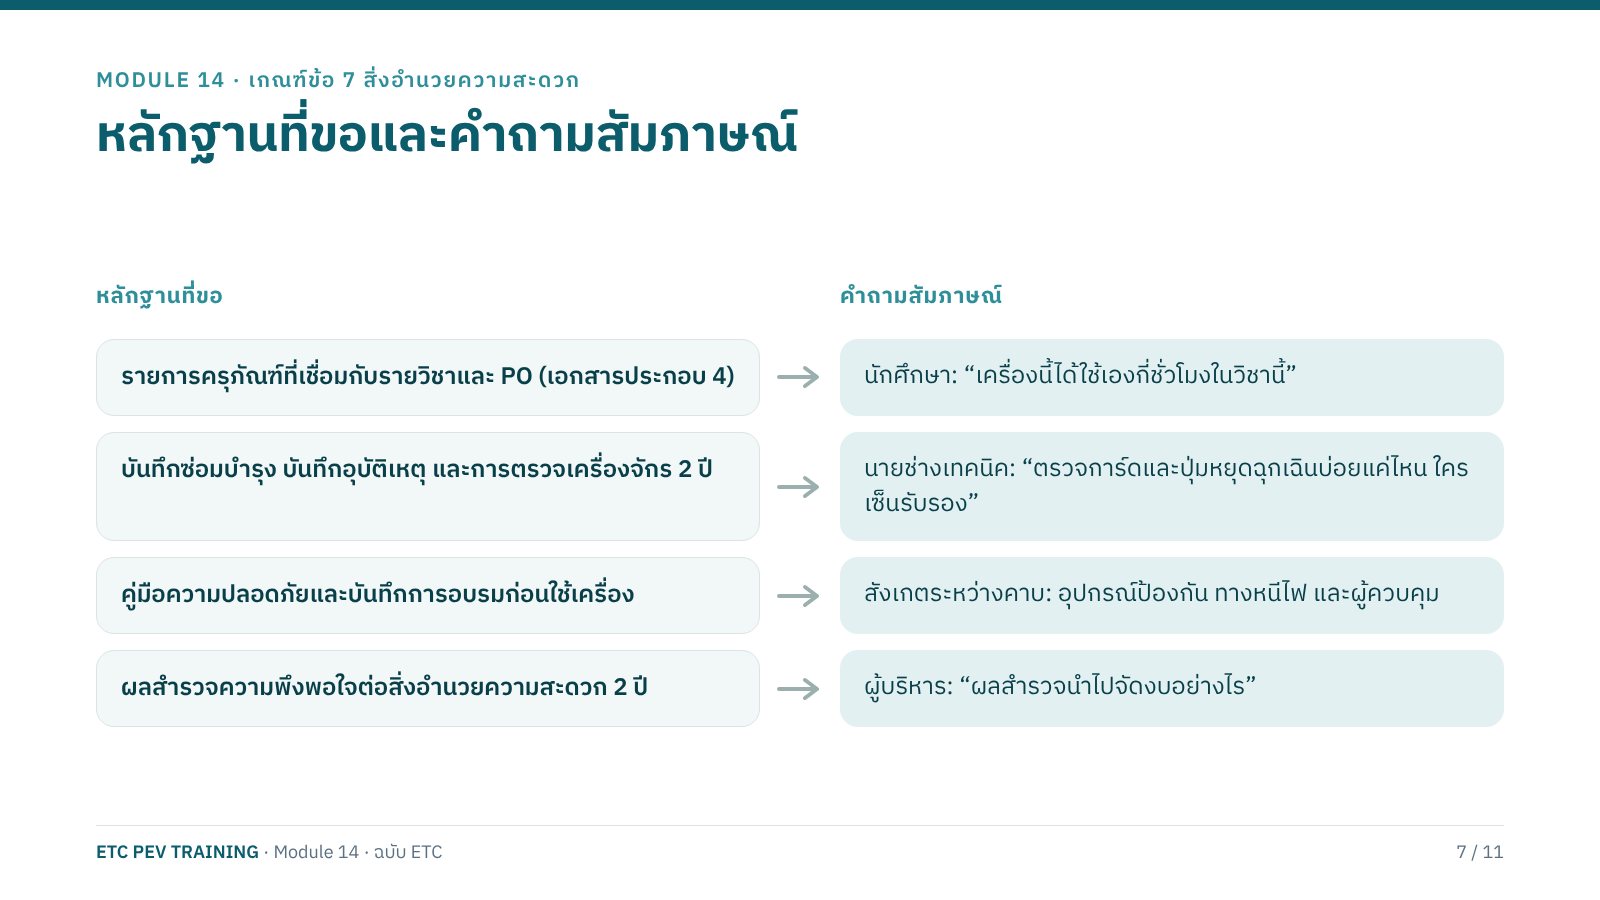 MODULE 14 · เกณฑ์ข้อ 7 สิ่งอำนวยความสะดวก
หลักฐานที่ขอและคำถามสัมภาษณ์
หลักฐานที่ขอ
คำถามสัมภาษณ์
รายการครุภัณฑ์ที่เชื่อมกับรายวิชาและ PO (เอกสารประกอบ 4)
นักศึกษา: “เครื่องนี้ได้ใช้เองกี่ชั่วโมงในวิชานี้”
บันทึกซ่อมบำรุง บันทึกอุบัติเหตุ และการตรวจเครื่องจักร 2 ปี
นายช่างเทคนิค: “ตรวจการ์ดและปุ่มหยุดฉุกเฉินบ่อยแค่ไหน ใคร
เซ็นรับรอง”
คู่มือความปลอดภัยและบันทึกการอบรมก่อนใช้เครื่อง
สังเกตระหว่างคาบ: อุปกรณ์ป้องกัน ทางหนีไฟ และผู้ควบคุม
ผลสำรวจความพึงพอใจต่อสิ่งอำนวยความสะดวก 2 ปี
ผู้บริหาร: “ผลสำรวจนำไปจัดงบอย่างไร”
ETC PEV TRAINING · Module 14 · ฉบับ ETC
7 / 11